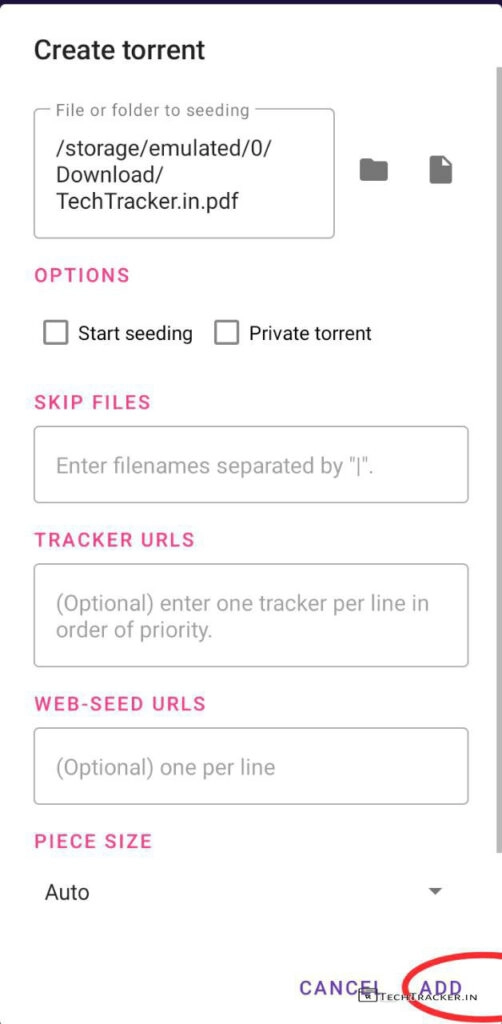 Create torrent
File or folder to seeding
/storage/emulated/0/
Download/
TechTracker.in.pdf
OPTIONS
Start seeding Private torrent
SKIP FILES
Enter filenames separated by "|".
TRACKER URLS
(Optional) enter one tracker per line in
order of priority.
WEB-SEED URLS
(Optional) one per line
PIECE SIZE
Auto
CANCEL ADD
TECHTRACKER.IN